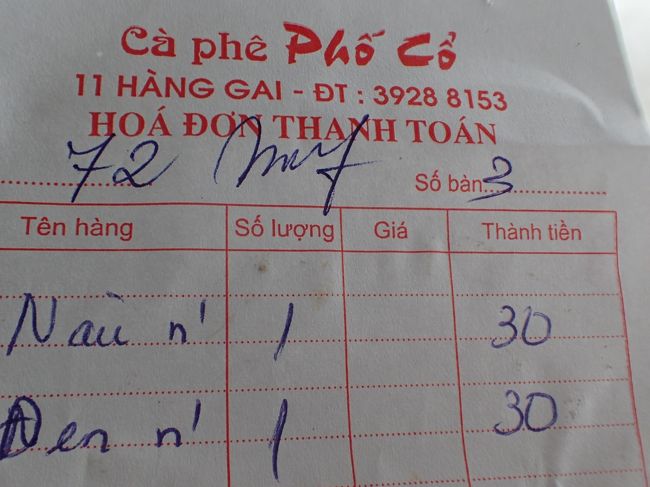 Cà phê Phố Cổ
11 HÀNG GAI - ĐT : 3928 8153
HOÁ ĐƠN THANH TOÁN
72
Số bàn 3
Tên hàng Số lượng Giá Thành tiền
Nâu n' 1 30
Đen n' 1 30